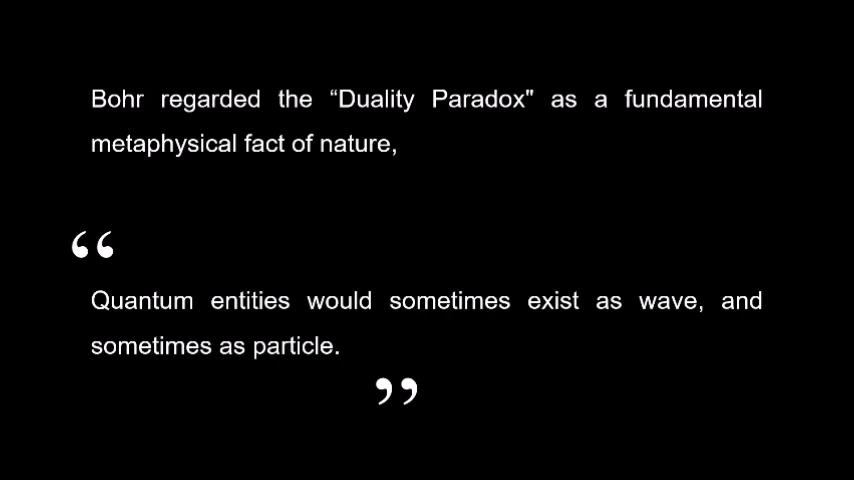 Bohr regarded the “Duality Paradox" as a fundamental
metaphysical fact of nature,
“
Quantum entities would sometimes exist as wave, and
sometimes as particle.
”